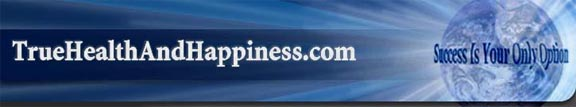 TrueHealthAndHappiness.com
Success Is Your Only Option